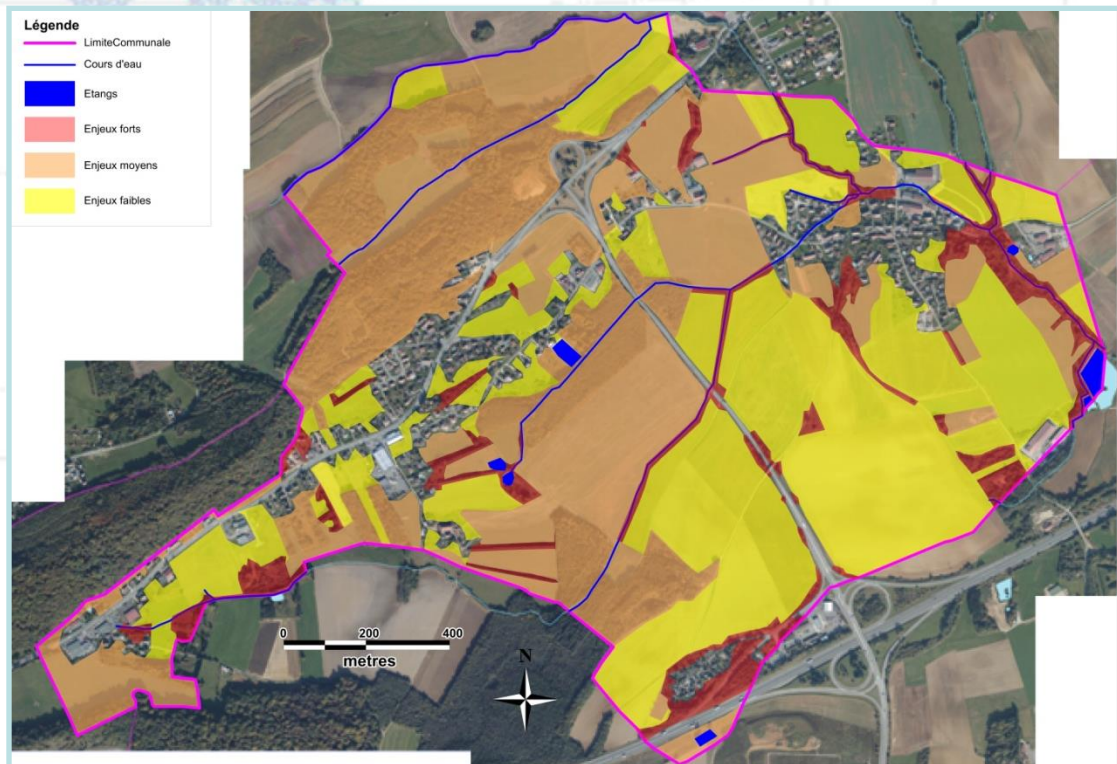 Légende
LimiteCommunale
Cours d'eau
Etangs
Enjeux forts
Enjeux moyens
Enjeux faibles
0 200 400
metres
N